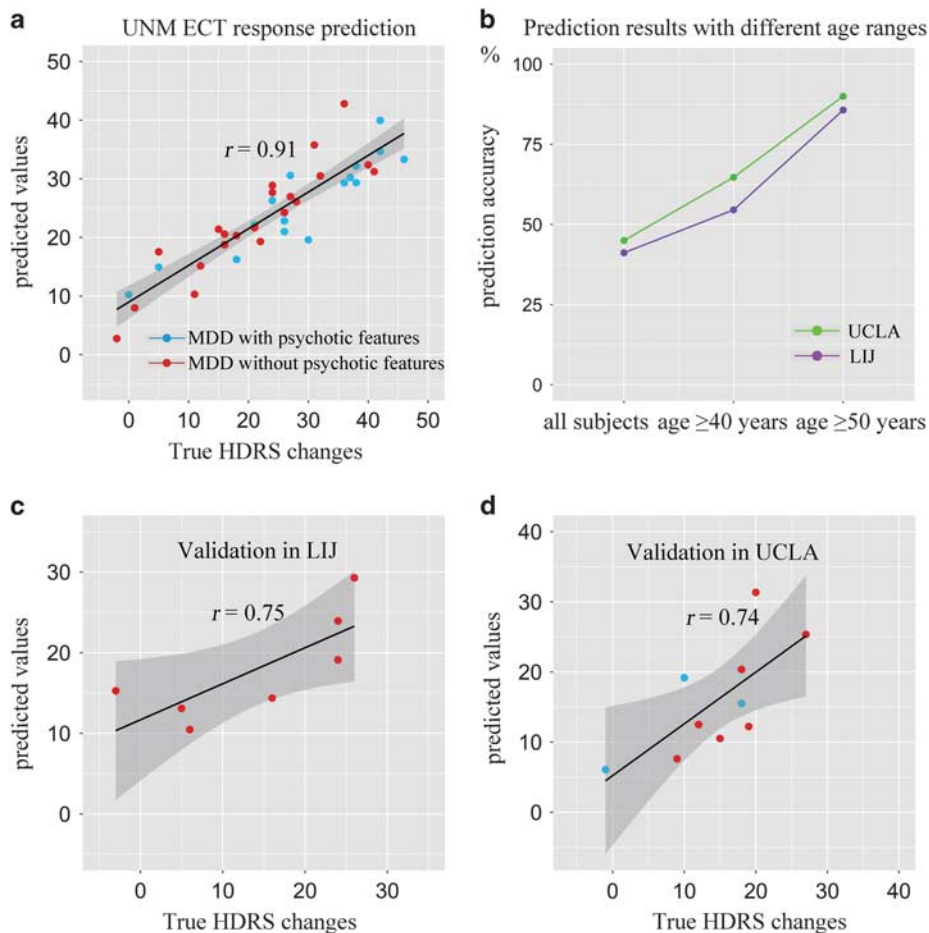 a
UNM ECT response prediction
50
40
30
20
10
0
predicted values
r = 0.91
MDD with psychotic features
MDD without psychotic features
0 10 20 30 40 50
True HDRS changes
b
Prediction results with different age ranges
%
100
75
50
25
0
prediction accuracy
UCLA
LIJ
all subjects age ≥40 years age ≥50 years
c
Validation in LIJ
30
20
10
0
predicted values
r = 0.75
0 10 20 30
True HDRS changes
d
Validation in UCLA
40
30
20
10
0
predicted values
r = 0.74
0 10 20 30 40
True HDRS changes